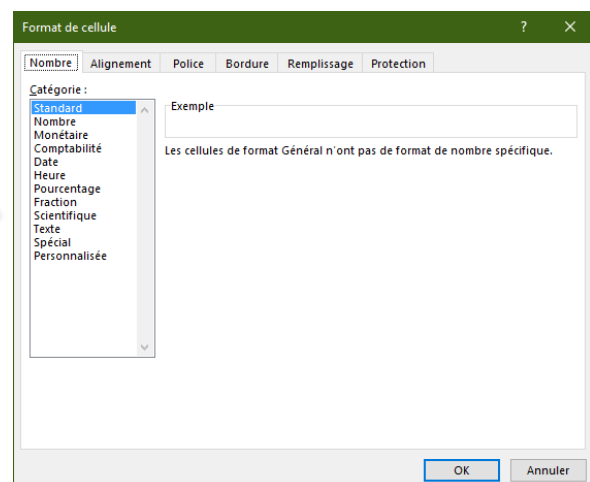 Format de cellule ? ×
Nombre Alignement Police Bordure Remplissage Protection
Catégorie :
Standard
Nombre
Monétaire
Comptabilité
Date
Heure
Pourcentage
Fraction
Scientifique
Texte
Spécial
Personnalisée
Exemple
Les cellules de format Général n'ont pas de format de nombre spécifique.
OK Annuler